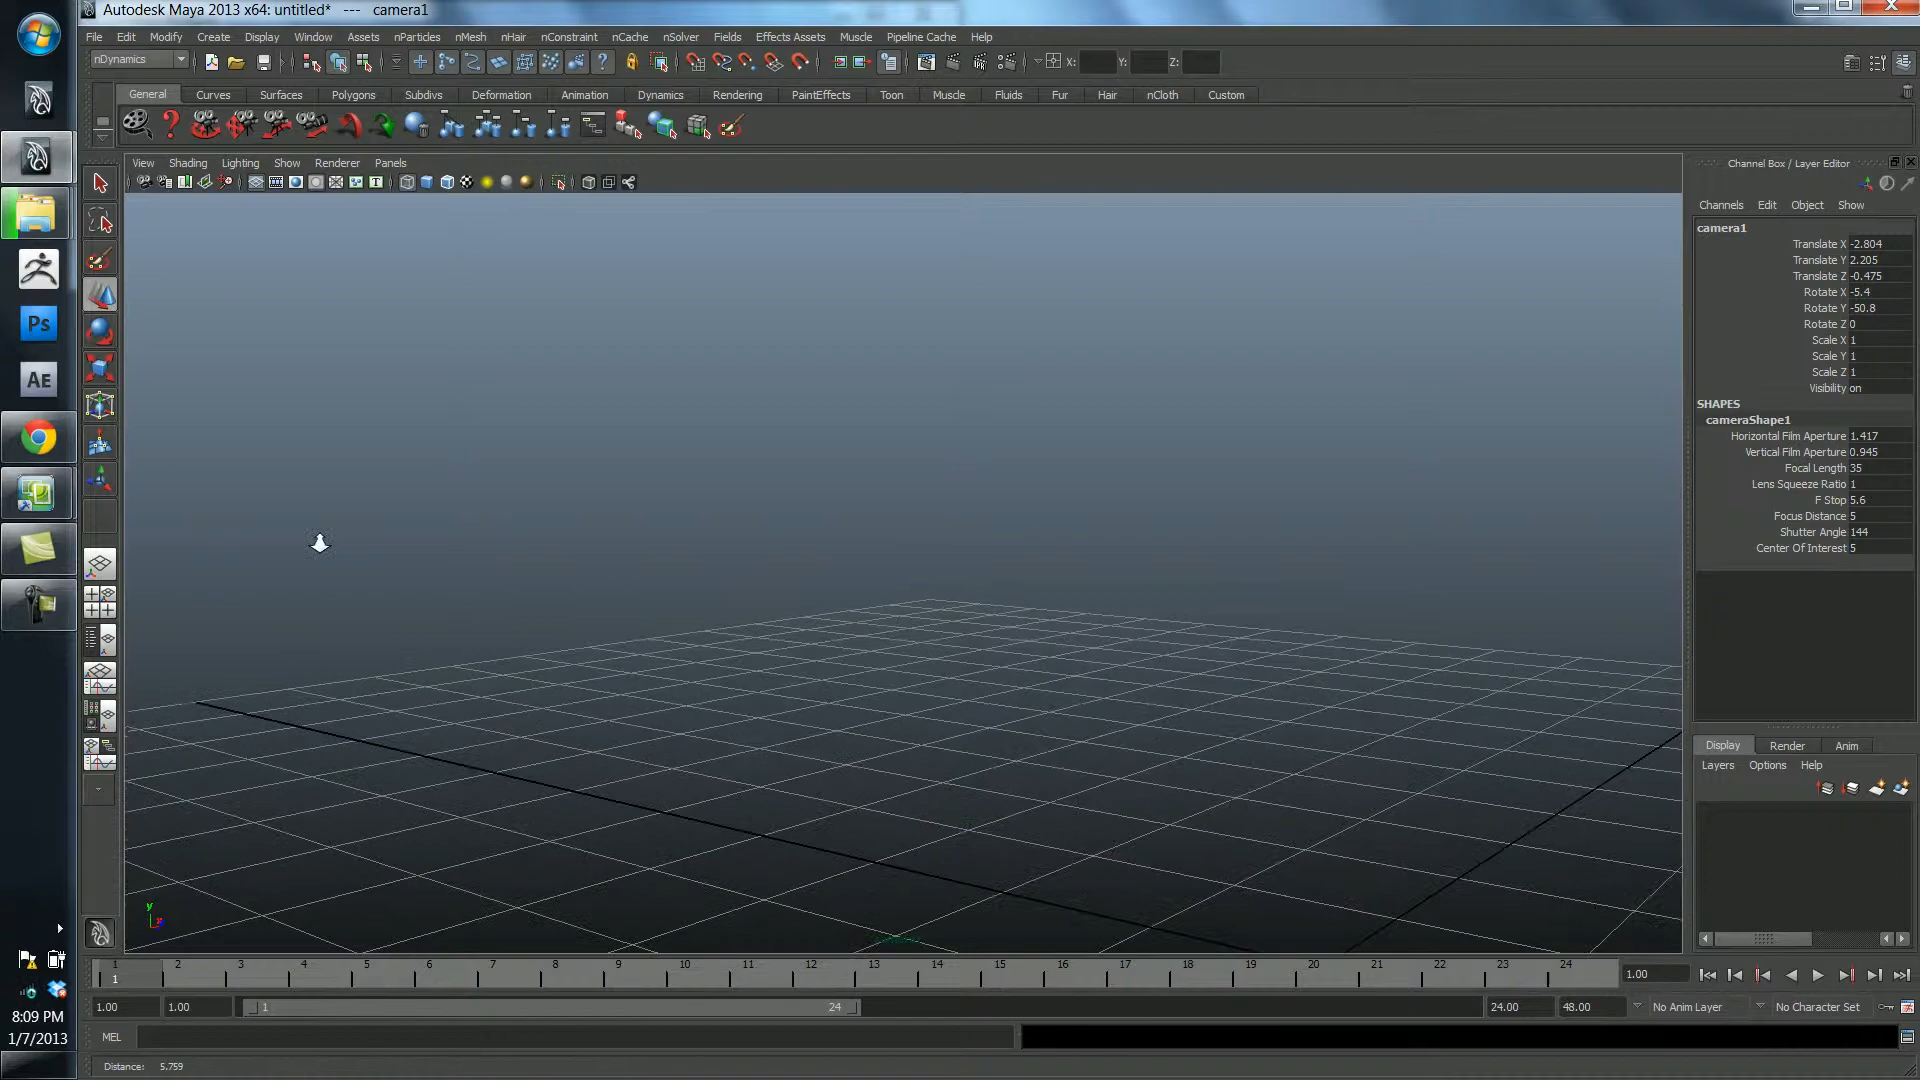 Autodesk Maya 2013 x64: untitled* --- camera1
File Edit Modify Create Display Window Assets nParticles nMesh nHair nConstraint nCache nSolver Fields Effects Assets Muscle Pipeline Cache Help
nDynamics X: Y: Z:
General Curves Surfaces Polygons Subdivs Deformation Animation Dynamics Rendering PaintEffects Toon Muscle Fluids Fur Hair nCloth Custom
View Shading Lighting Show Renderer Panels
Channel Box / Layer Editor
Channels Edit Object Show
camera1
Translate X -2.804
Translate Y 2.205
Translate Z -0.475
Rotate X -5.4
Rotate Y -50.8
Rotate Z 0
Scale X 1
Scale Y 1
Scale Z 1
Visibility on
SHAPES
cameraShape1
Horizontal Film Aperture 1.417
Vertical Film Aperture 0.945
Focal Length 35
Lens Squeeze Ratio 1
F Stop 5.6
Focus Distance 5
Shutter Angle 144
Center Of Interest 5
Ps
AE
Display Render Anim
Layers Options Help
y
x
1 2 3 4 5 6 7 8 9 10 11 12 13 14 15 16 17 18 19 20 21 22 23 24
1 1.00
1.00 1.00 1 24 24.00 48.00 No Anim Layer No Character Set
MEL
Distance: 5.759
8:09 PM
1/7/2013